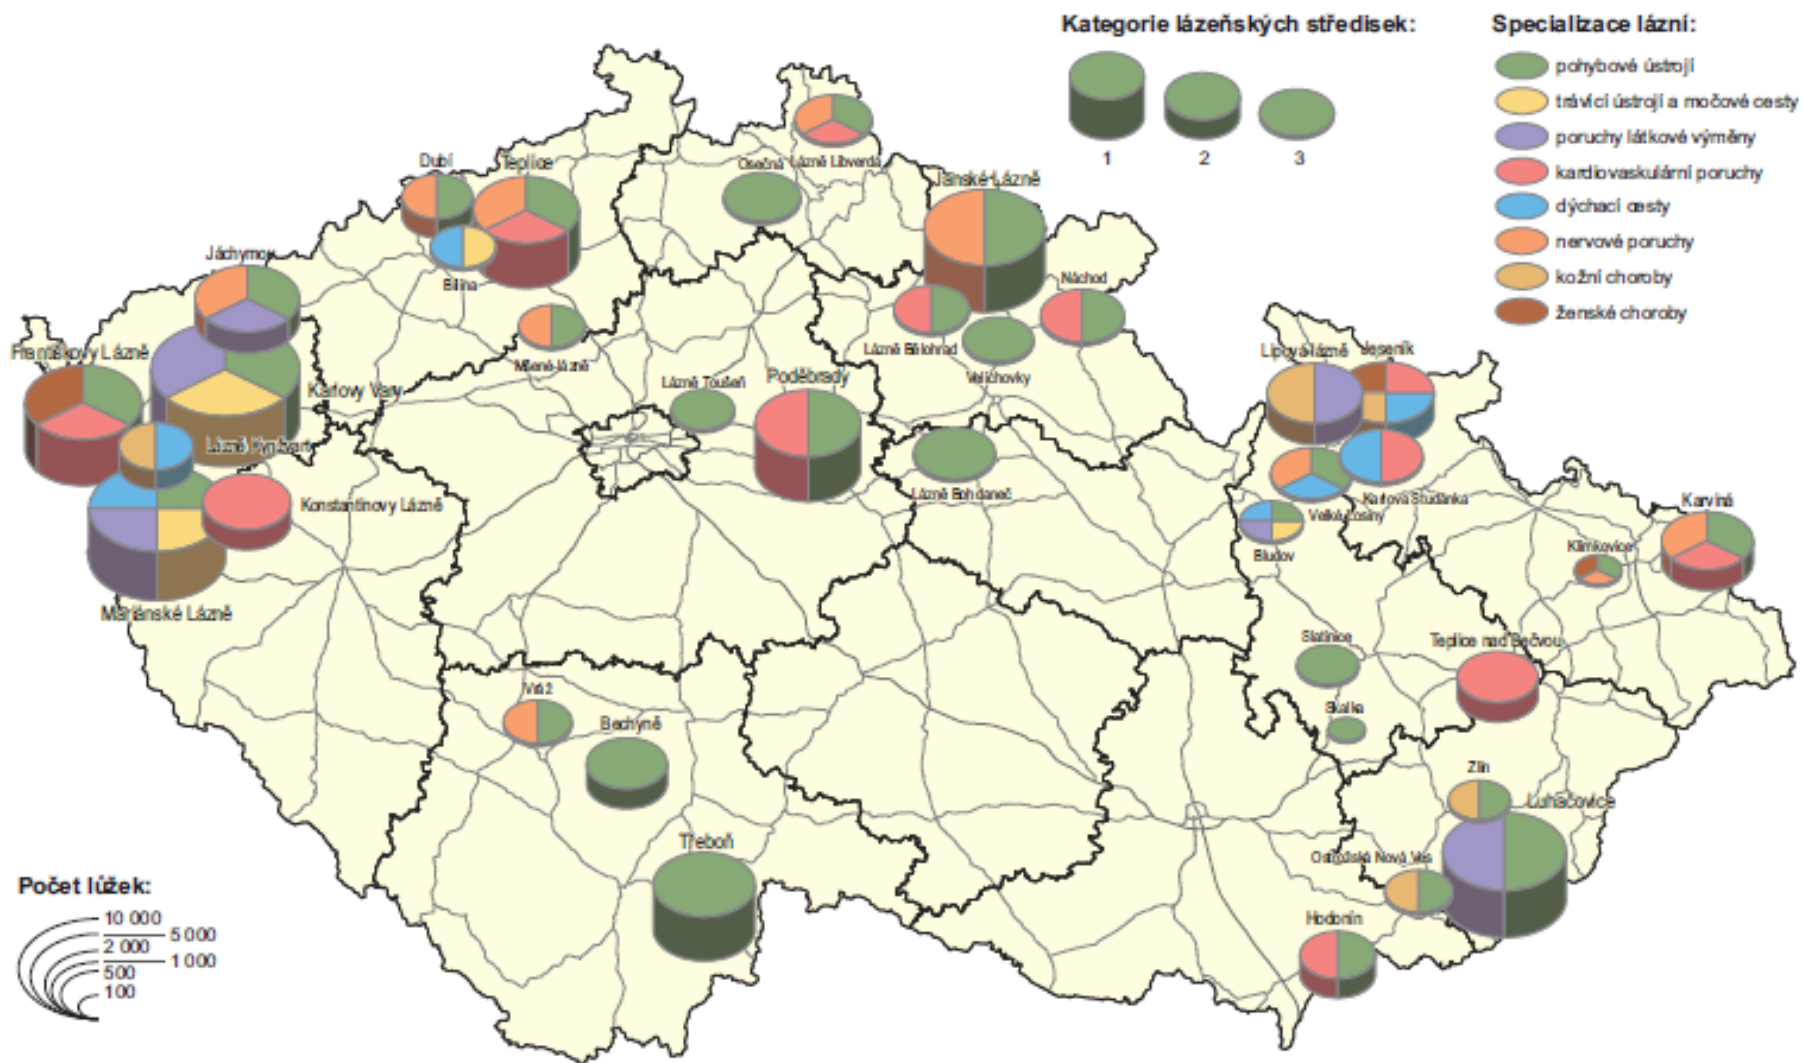 Kategorie lázeňských středisek:
1
2
3
Specializace lázní:
pohybové ústrojí
trávící ústrojí a močové cesty
poruchy látkové výměny
kardiovaskulární poruchy
dýchací cesty
nervové poruchy
kožní choroby
ženské choroby
Dubí
Teplice
Osečná
Lázně Libverda
Janské Lázně
Jáchymov
Bílina
Náchod
Františkovy Lázně
Mšené-lázně
Lázně Bělohrad
Velichovky
Lipová-lázně
Jeseník
Karlovy Vary
Lázně Toušeň
Poděbrady
Lázně Kynžvart
Konstantinovy Lázně
Lázně Bohdaneč
Karlova Studánka
Velké Losiny
Karviná
Klimkovice
Bludov
Mariánské Lázně
Slatinice
Teplice nad Bečvou
Vráž
Bechyně
Skalka
Zlín
Luhačovice
Třeboň
Ostrožská Nová Ves
Hodonín
Počet lůžek:
10 000
5 000
2 000
1 000
500
100